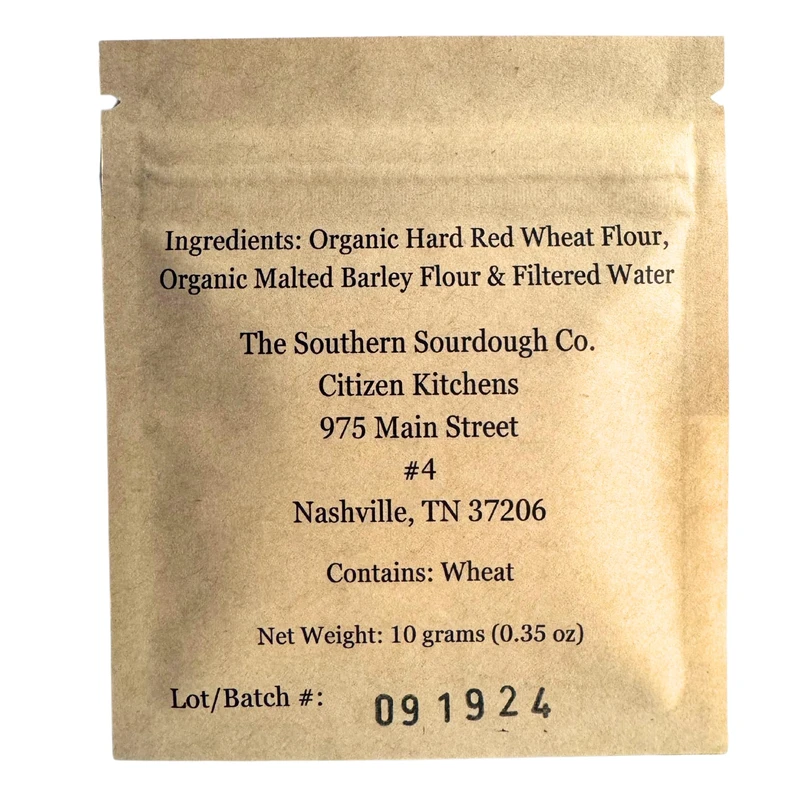 Ingredients: Organic Hard Red Wheat Flour,
Organic Malted Barley Flour & Filtered Water
The Southern Sourdough Co.
Citizen Kitchens
975 Main Street
#4
Nashville, TN 37206
Contains: Wheat
Net Weight: 10 grams (0.35 oz)
Lot/Batch #: 091924